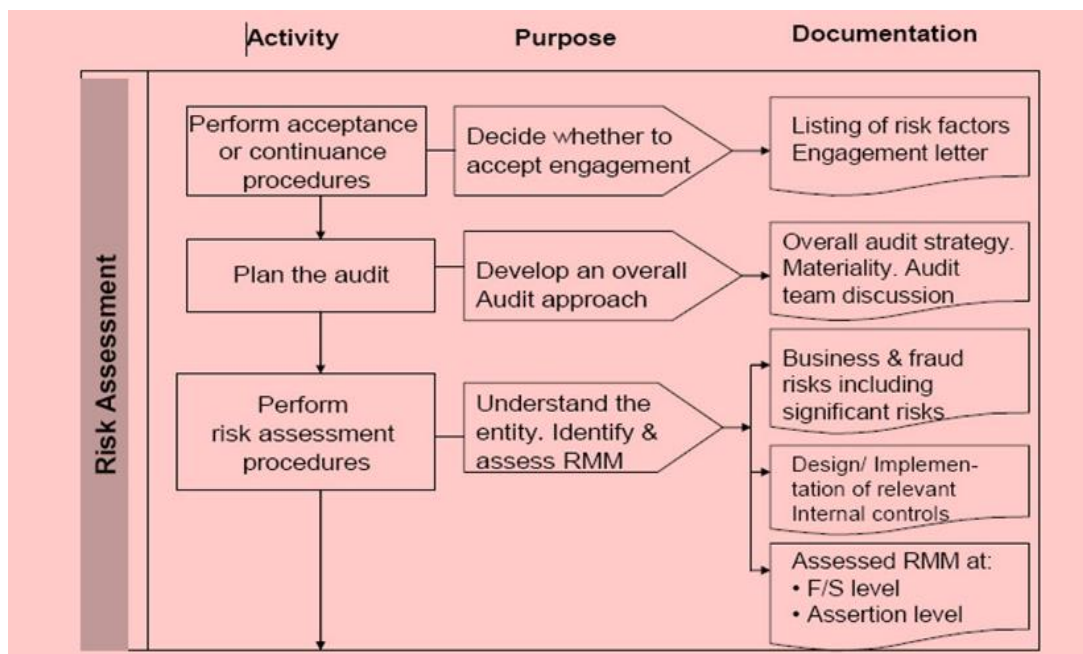 Activity
Purpose
Documentation
Risk Assessment
Perform acceptance
or continuance
procedures
Decide whether to
accept engagement
Listing of risk factors
Engagement letter
Plan the audit
Develop an overall
Audit approach
Overall audit strategy.
Materiality. Audit
team discussion
Perform
risk assessment
procedures
Understand the
entity. Identify &
assess RMM
Business & fraud
risks including
significant risks
Design/ Implemen-
tation of relevant
Internal controls
Assessed RMM at:
• F/S level
• Assertion level